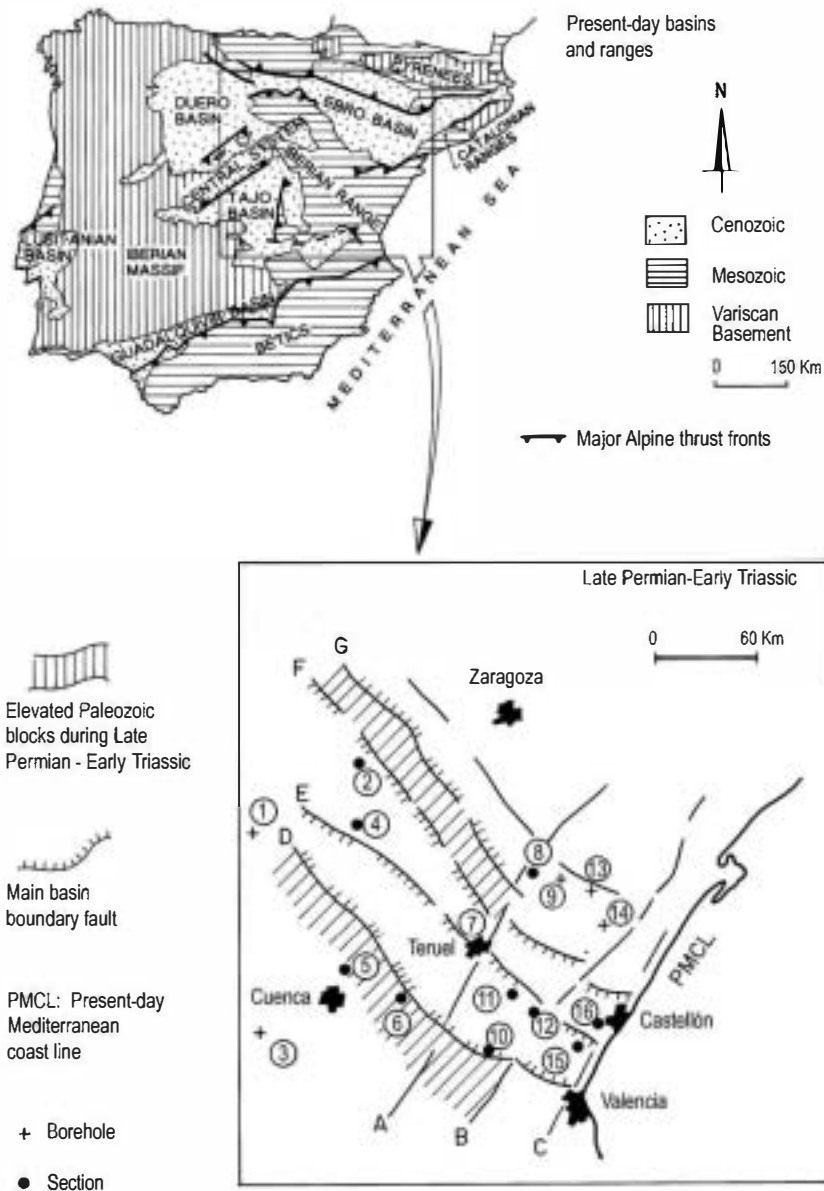 Present-day basins
and ranges
N
Cenozoic
Mesozoic
Variscan
Basement
0 150 Km
Major Alpine thrust fronts
PYRENEES
DUERO
BASIN
EBRO BASIN
CATALONIAN
RANGES
CENTRAL SYSTEM
IBERIAN RANGE
TAJO
BASIN
LUSITANIAN
BASIN
IBERIAN
MASSIF
GUADALQUIVIR BASIN
BETICS
MEDITERRANEAN SEA
Late Permian-Early Triassic
0 60 Km
Elevated Paleozoic
blocks during Late
Permian - Early Triassic
Main basin
boundary fault
PMCL: Present-day
Mediterranean
coast line
+ Borehole
● Section
G
F
Zaragoza
2
1
E
4
D
8
13
9
14
7
Teruel
PMCL
5
Cuenca
11
6
12
16
Castellón
3
10
15
A
B
C
Valencia